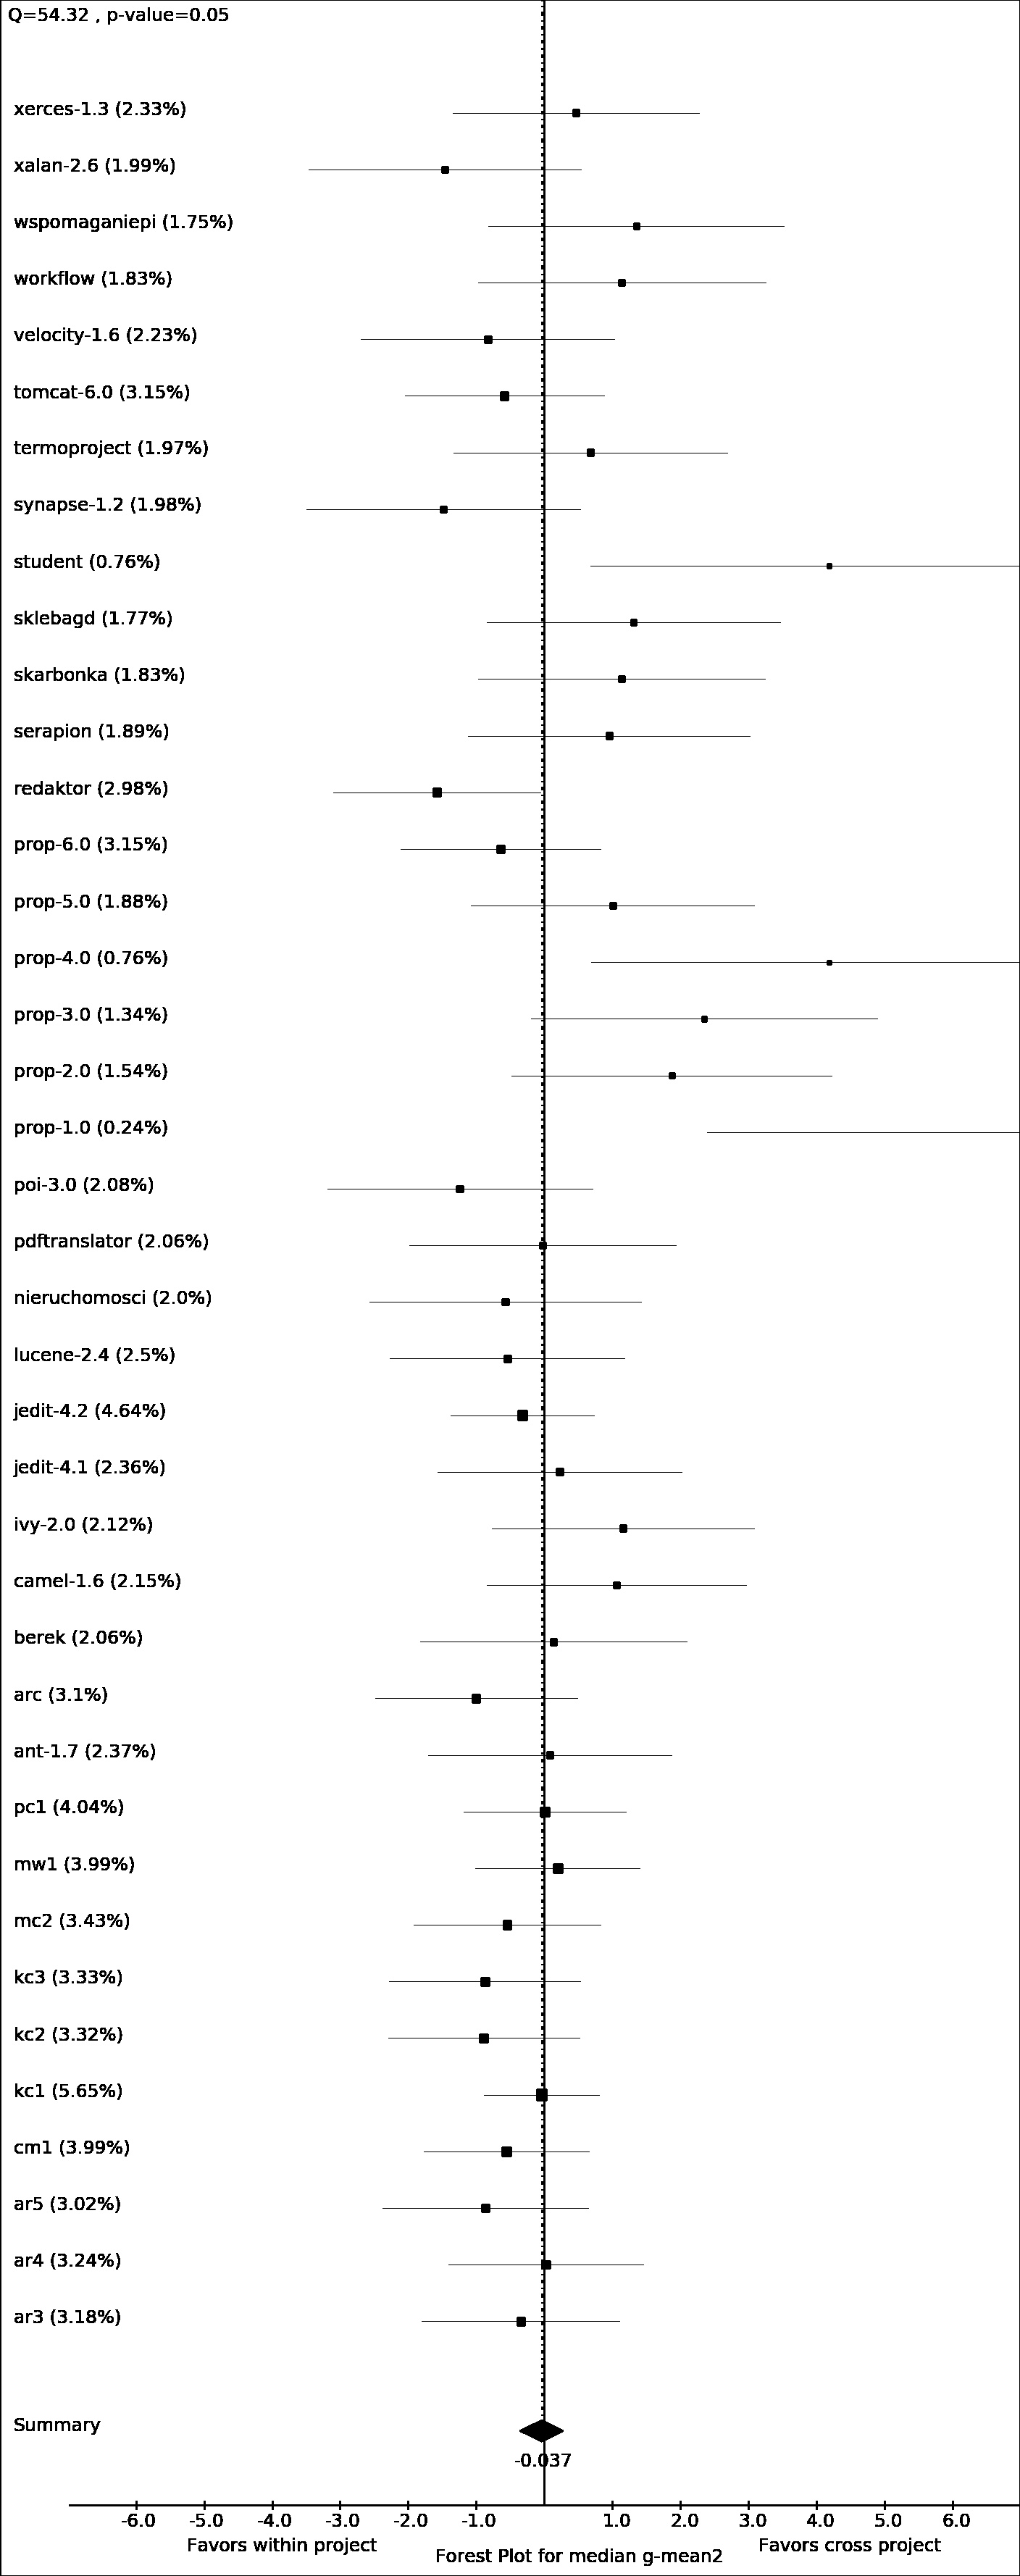 Q=54.32 , p-value=0.05
xerces-1.3 (2.33%)
xalan-2.6 (1.99%)
wspomaganiepi (1.75%)
workflow (1.83%)
velocity-1.6 (2.23%)
tomcat-6.0 (3.15%)
termoproject (1.97%)
synapse-1.2 (1.98%)
student (0.76%)
sklebagd (1.77%)
skarbonka (1.83%)
serapion (1.89%)
redaktor (2.98%)
prop-6.0 (3.15%)
prop-5.0 (1.88%)
prop-4.0 (0.76%)
prop-3.0 (1.34%)
prop-2.0 (1.54%)
prop-1.0 (0.24%)
poi-3.0 (2.08%)
pdftranslator (2.06%)
nieruchomosci (2.0%)
lucene-2.4 (2.5%)
jedit-4.2 (4.64%)
jedit-4.1 (2.36%)
ivy-2.0 (2.12%)
camel-1.6 (2.15%)
berek (2.06%)
arc (3.1%)
ant-1.7 (2.37%)
pc1 (4.04%)
mw1 (3.99%)
mc2 (3.43%)
kc3 (3.33%)
kc2 (3.32%)
kc1 (5.65%)
cm1 (3.99%)
ar5 (3.02%)
ar4 (3.24%)
ar3 (3.18%)
Summary
-0.037
-6.0 -5.0 -4.0 -3.0 -2.0 -1.0 1.0 2.0 3.0 4.0 5.0 6.0
Favors within project Favors cross project
Forest Plot for median g-mean2